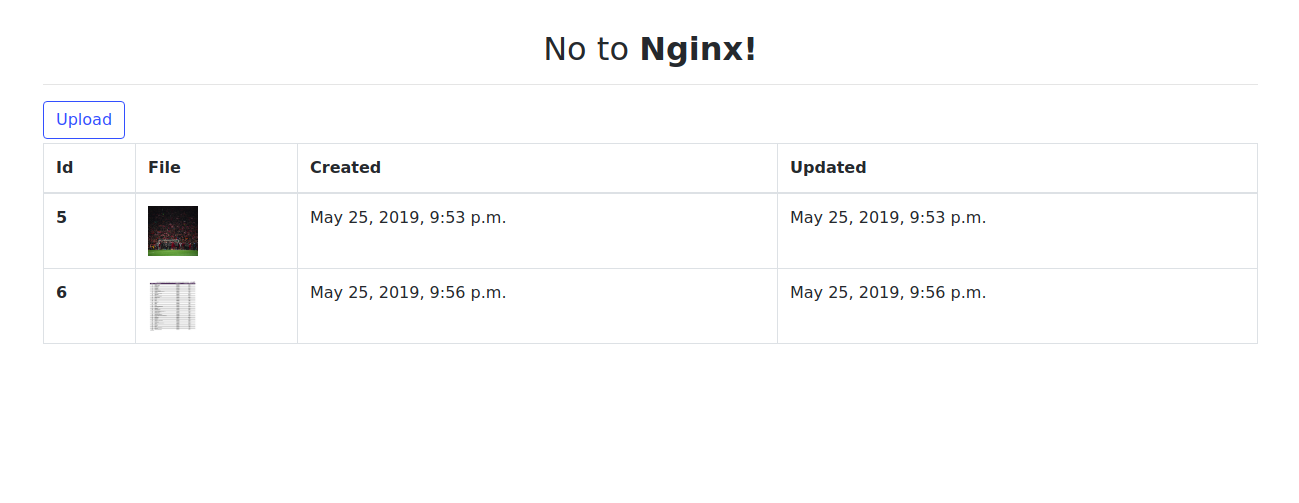 No to Nginx!
Upload
Id File Created Updated
5 May 25, 2019, 9:53 p.m. May 25, 2019, 9:53 p.m.
6 May 25, 2019, 9:56 p.m. May 25, 2019, 9:56 p.m.